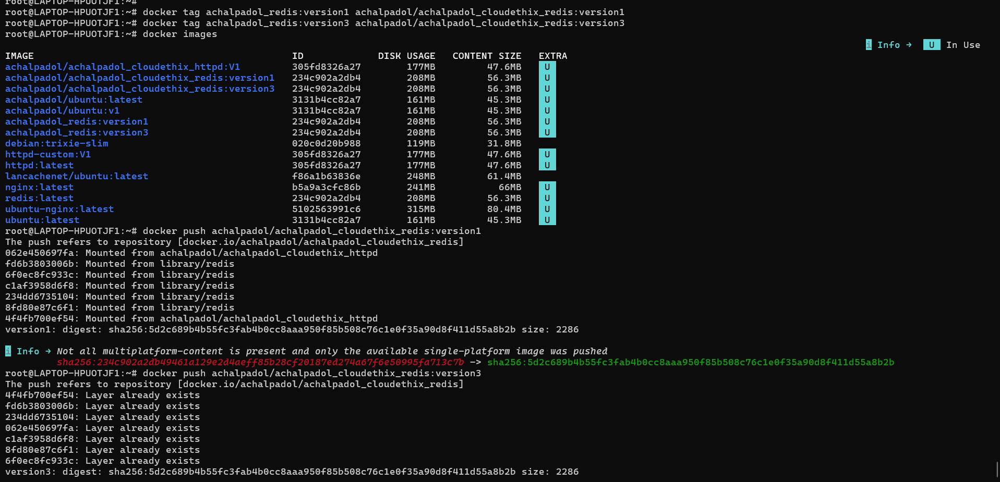 root@LAPTOP-HPUOTJF1:~#
root@LAPTOP-HPUOTJF1:~# docker tag achalpadol_redis:version1 achalpadol/achalpadol_cloudethix_redis:version1
root@LAPTOP-HPUOTJF1:~# docker tag achalpadol_redis:version3 achalpadol/achalpadol_cloudethix_redis:version3
root@LAPTOP-HPUOTJF1:~# docker images
i Info → U In Use
IMAGE ID DISK USAGE CONTENT SIZE EXTRA
achalpadol/achalpadol_cloudethix_httpd:V1 305fd8326a27 177MB 47.6MB U
achalpadol/achalpadol_cloudethix_redis:version1 234c902a2db4 208MB 56.3MB U
achalpadol/achalpadol_cloudethix_redis:version3 234c902a2db4 208MB 56.3MB U
achalpadol/ubuntu:latest 3131b4cc82a7 161MB 45.3MB U
achalpadol/ubuntu:v1 3131b4cc82a7 161MB 45.3MB U
achalpadol_redis:version1 234c902a2db4 208MB 56.3MB U
achalpadol_redis:version3 234c902a2db4 208MB 56.3MB U
debian:trixie-slim 020c0d20b988 119MB 31.8MB
httpd-custom:V1 305fd8326a27 177MB 47.6MB U
httpd:latest 305fd8326a27 177MB 47.6MB U
lancachenet/ubuntu:latest f86a1b63836e 248MB 61.4MB
nginx:latest b5a9a3cfc86b 241MB 66MB U
redis:latest 234c902a2db4 208MB 56.3MB U
ubuntu-nginx:latest 5102563991c6 315MB 80.4MB U
ubuntu:latest 3131b4cc82a7 161MB 45.3MB U
root@LAPTOP-HPUOTJF1:~# docker push achalpadol/achalpadol_cloudethix_redis:version1
The push refers to repository [docker.io/achalpadol/achalpadol_cloudethix_redis]
062e450697fa: Mounted from achalpadol/achalpadol_cloudethix_httpd
fd6b3803006b: Mounted from library/redis
6f0ec8fc933c: Mounted from library/redis
c1af3958d6f8: Mounted from library/redis
234dd6735104: Mounted from library/redis
8fd80e87c6f1: Mounted from library/redis
4f4fb700ef54: Mounted from achalpadol/achalpadol_cloudethix_httpd
version1: digest: sha256:5d2c689b4b55fc3fab4b0cc8aaa950f85b508c76c1e0f35a90d8f411d55a8b2b size: 2286
i Info → Not all multiplatform-content is present and only the available single-platform image was pushed
sha256:234c902a2db49461a129e2d4aeff85b28cf20187ed274a67f6e50995fa713c7b -> sha256:5d2c689b4b55fc3fab4b0cc8aaa950f85b508c76c1e0f35a90d8f411d55a8b2b
root@LAPTOP-HPUOTJF1:~# docker push achalpadol/achalpadol_cloudethix_redis:version3
The push refers to repository [docker.io/achalpadol/achalpadol_cloudethix_redis]
4f4fb700ef54: Layer already exists
fd6b3803006b: Layer already exists
234dd6735104: Layer already exists
062e450697fa: Layer already exists
c1af3958d6f8: Layer already exists
8fd80e87c6f1: Layer already exists
6f0ec8fc933c: Layer already exists
version3: digest: sha256:5d2c689b4b55fc3fab4b0cc8aaa950f85b508c76c1e0f35a90d8f411d55a8b2b size: 2286